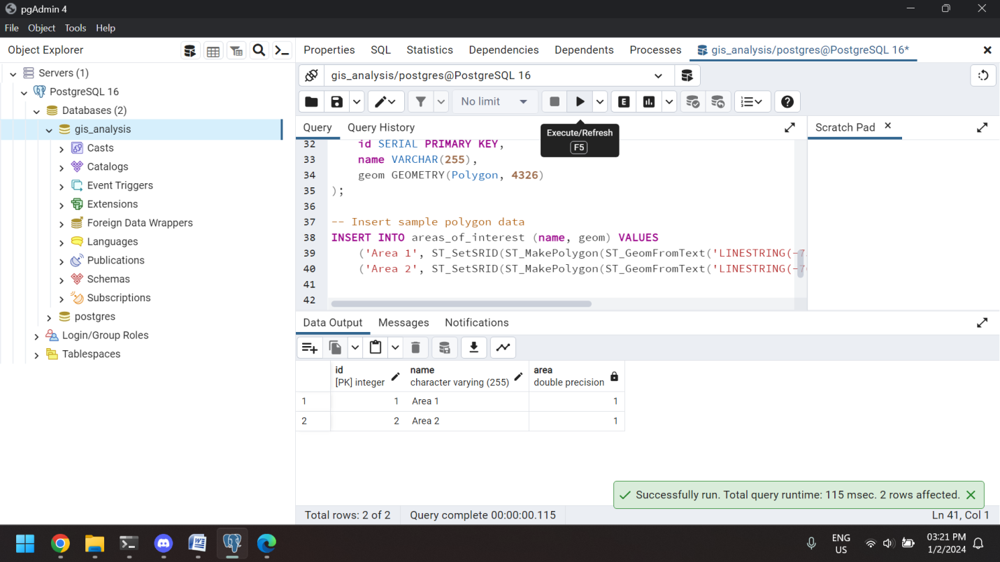 pgAdmin 4
File Object Tools Help
Object Explorer
Properties SQL Statistics Dependencies Dependents Processes gis_analysis/postgres@PostgreSQL 16*
Servers (1)
PostgreSQL 16
Databases (2)
gis_analysis
Casts
Catalogs
Event Triggers
Extensions
Foreign Data Wrappers
Languages
Publications
Schemas
Subscriptions
postgres
Login/Group Roles
Tablespaces
gis_analysis/postgres@PostgreSQL 16
No limit
E
Query Query History
Execute/Refresh
F5
Scratch Pad
32 id SERIAL PRIMARY KEY,
33 name VARCHAR(255),
34 geom GEOMETRY(Polygon, 4326)
35 );
36
37 -- Insert sample polygon data
38 INSERT INTO areas_of_interest (name, geom) VALUES
39 ('Area 1', ST_SetSRID(ST_MakePolygon(ST_GeomFromText('LINESTRING(-7
40 ('Area 2', ST_SetSRID(ST_MakePolygon(ST_GeomFromText('LINESTRING(-7
41
42
Data Output Messages Notifications
id name area
[PK] integer character varying (255) double precision
1 1 Area 1 1
2 2 Area 2 1
Successfully run. Total query runtime: 115 msec. 2 rows affected.
Total rows: 2 of 2 Query complete 00:00:00.115 Ln 41, Col 1
ENG
US
03:21 PM
1/2/2024